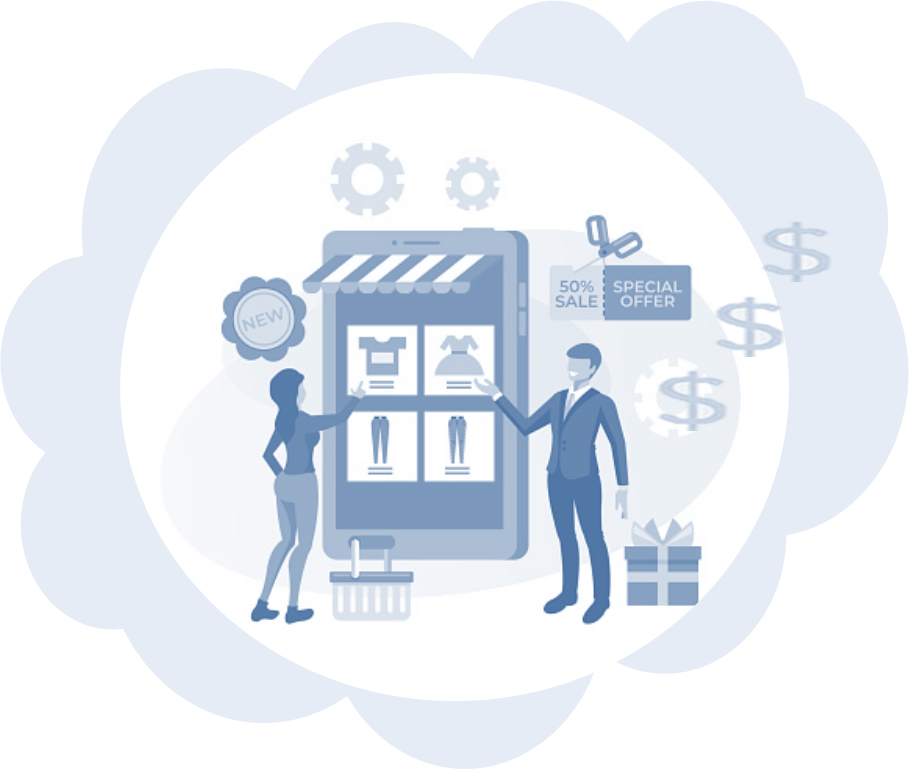 NEW
50%
SALE
SPECIAL
OFFER
$
$
$